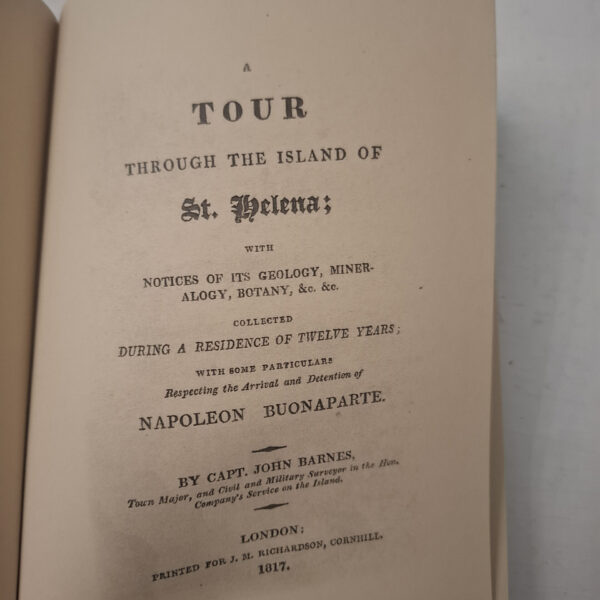 A
TOUR
THROUGH THE ISLAND OF
St. Helena;
WITH
NOTICES OF ITS GEOLOGY, MINER-
ALOGY, BOTANY, &c. &c.
COLLECTED
DURING A RESIDENCE OF TWELVE YEARS;
WITH SOME PARTICULARS
Respecting the Arrival and Detention of
NAPOLEON BUONAPARTE.
BY CAPT. JOHN BARNES,
Town Major, and Civil and Military Surveyor in the Hon.
Company's Service on the Island.
LONDON;
PRINTED FOR J. M. RICHARDSON, CORNHILL.
1817.